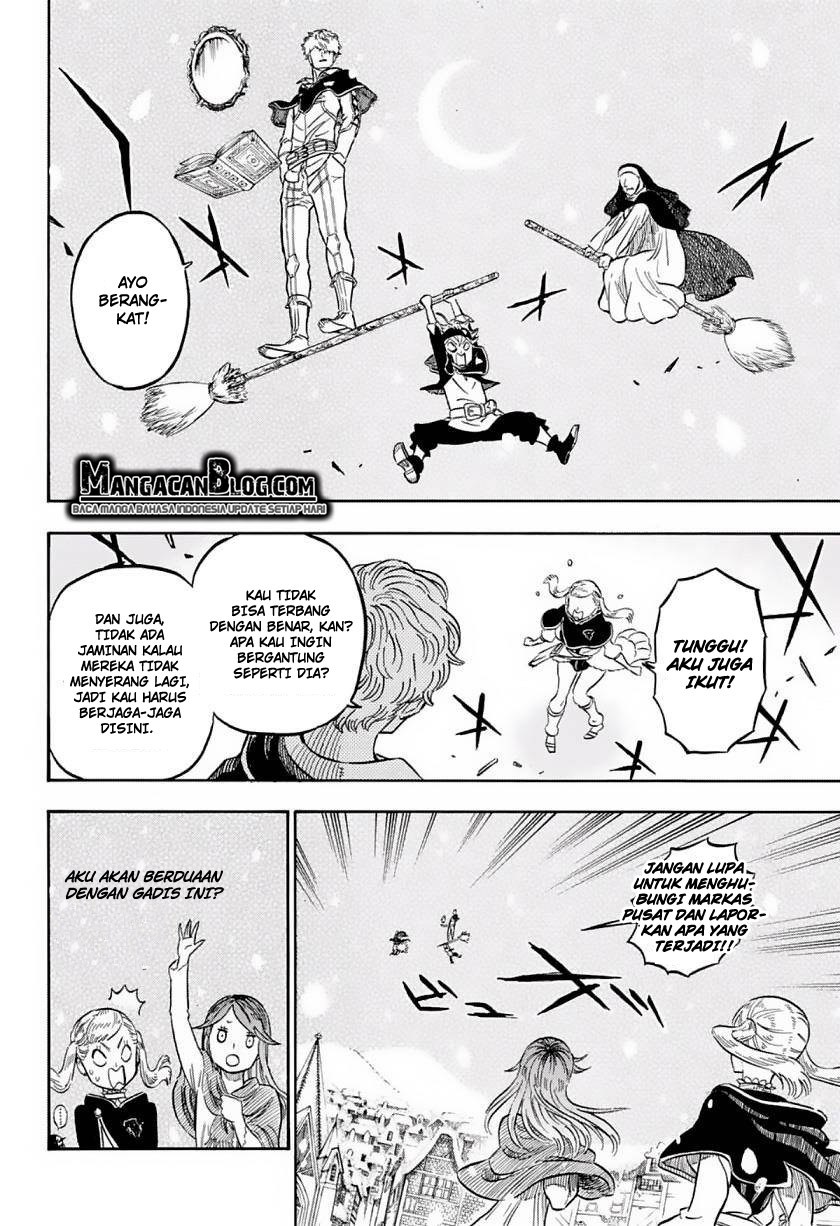 AYO
BERANG-
KAT!
MANGACANBLOG.COM
BACA MANGA BAHASA INDONESIA UPDATE SETIAP HARI
TUNGGU!
AKU JUGA
IKUT!
KAU TIDAK
BISA TERBANG
DENGAN BENAR, KAN?
APA KAU INGIN
BERGANTUNG
SEPERTI DIA?
DAN JUGA,
TIDAK ADA
JAMINAN KALAU
MEREKA TIDAK
MENYERANG LAGI,
JADI KAU HARUS
BERJAGA-JAGA
DISINI.
JANGAN LUPA
UNTUK MENGHU-
BUNGI MARKAS
PUSAT DAN LAPOR-
KAN APA YANG
TERJADI!!
ビュ
AKU AKAN BERDUAAN
DENGAN GADIS INI?